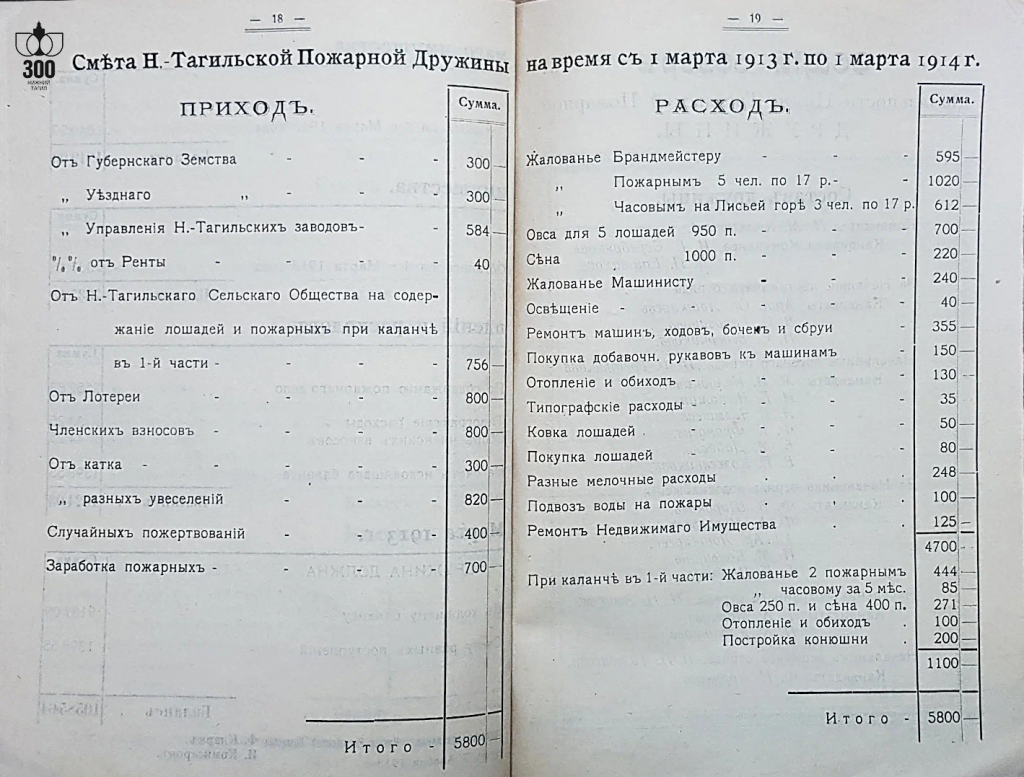 300
НИЖНИЙ
ТАГИЛ
— 18 —
Смѣта Н.-Тагильской Пожарной Дружины
ПРИХОДЪ. Сумма.
Отъ Губернскаго Земства - - - 300 —
„ Уѣзднаго „ - - - 300 —
„ Управленія Н.-Тагильскихъ заводовъ- - 584 —
%% отъ Ренты - - - - 40 —
Отъ Н.-Тагильскаго Сельскаго Общества на содер-
жаніе лошадей и пожарныхъ при каланчѣ
въ 1-й части - - - - 756 —
Отъ Лотереи - - - - 800 —
Членскихъ взносовъ - - - - 800 —
Отъ катка - - - - - 300 —
„ разныхъ увеселеній - - - 820 —
Случайныхъ пожертвованій - - - 400 —
Заработка пожарныхъ - - - - 700 —
Итого - 5800 —
— 19 —
на время съ 1 марта 1913 г. по 1 марта 1914 г.
РАСХОДЪ. Сумма.
Жалованье Брандмейстеру - - - 595 —
„ Пожарнымъ 5 чел. по 17 р.- - 1020 —
„ Часовымъ на Лисьей горѣ 3 чел. по 17 р. 612 —
Овса для 5 лошадей 950 п. - - - 700 —
Сѣна 1000 п. - - - 220 —
Жалованье Машинисту - - - 240 —
Освѣщеніе - - - - - 40 —
Ремонтъ машинъ, ходовъ, бочекъ и сбруи - 355 —
Покупка добавочн. рукавовъ къ машинамъ - 150 —
Отопленіе и обиходъ - - - - 130 —
Типографскіе расходы - - - 35 —
Ковка лошадей . - - - - 50 —
Покупка лошадей - - - - 80 —
Разные мелочные расходы . . 248 —
Подвозъ воды на пожары . . . 100 —
Ремонтъ Недвижимаго Имущества . . 125 —
4700 —
При каланчѣ въ 1-й части: Жалованье 2 пожарнымъ 444 —
„ часовому за 5 мѣс. 85 —
Овса 250 п. и сѣна 400 п. 271 —
Отопленіе и обиходъ . 100 —
Постройка конюшни . 200 —
1100 —
Итого - 5800 —